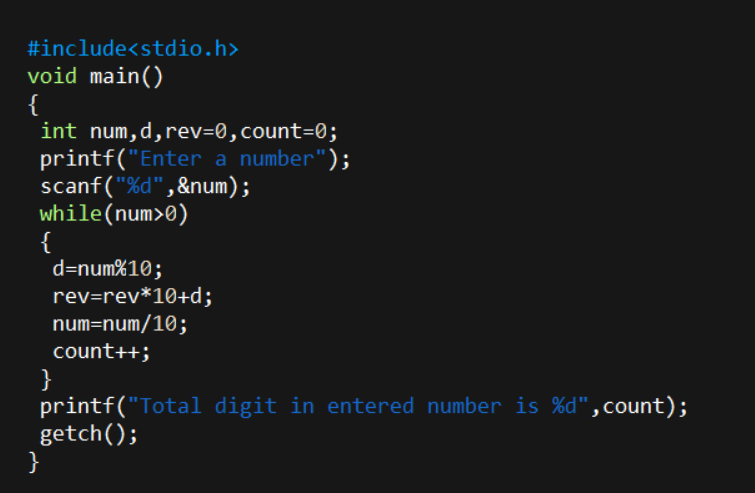 #include<stdio.h>
void main()
{
 int num,d,rev=0,count=0;
 printf("Enter a number");
 scanf("%d",&num);
 while(num>0)
 {
  d=num%10;
  rev=rev*10+d;
  num=num/10;
  count++;
 }
 printf("Total digit in entered number is %d",count);
 getch();
}